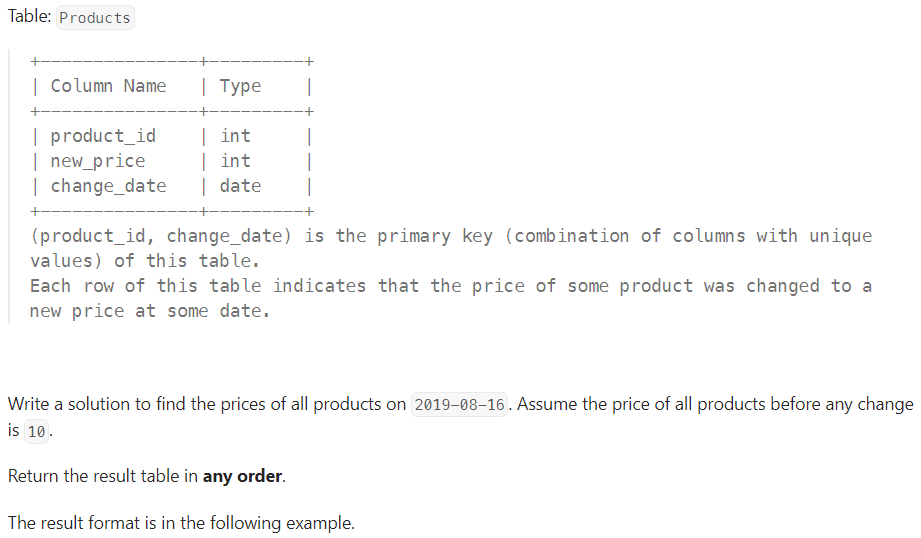 Table: Products
+---------------+---------+
| Column Name   | Type    |
+---------------+---------+
| product_id    | int     |
| new_price     | int     |
| change_date   | date    |
+---------------+---------+
(product_id, change_date) is the primary key (combination of columns with unique
values) of this table.
Each row of this table indicates that the price of some product was changed to a
new price at some date.
Write a solution to find the prices of all products on 2019-08-16. Assume the price of all products before any change
is 10.
Return the result table in any order.
The result format is in the following example.